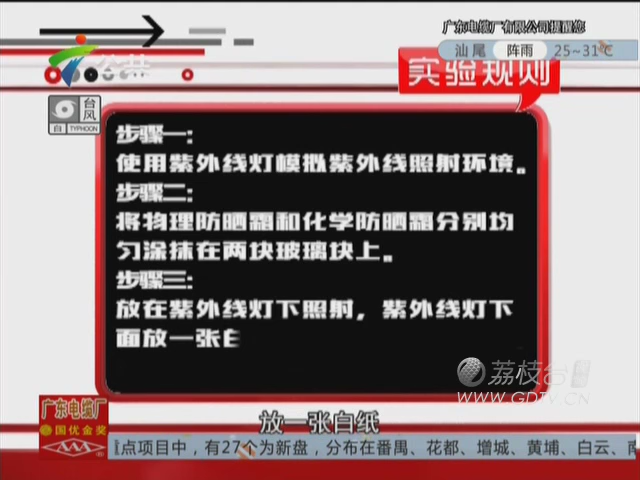 广东电缆厂有限公司提醒您
汕尾 阵雨 25~31℃
公共
实验规则
台风
白 TYPHOON
步骤一：
使用紫外线灯模拟紫外线照射环境。
步骤二：
将物理防晒霜和化学防晒霜分别均
匀涂抹在两块玻璃块上。
步骤三：
放在紫外线灯下照射，紫外线灯下
面放一张白
荔枝台
www.GDTV.CN
广东电缆厂
国优金奖
放一张白纸
点项目中，有27个为新盘，分布在番禺、花都、增城、黄埔、白云、南